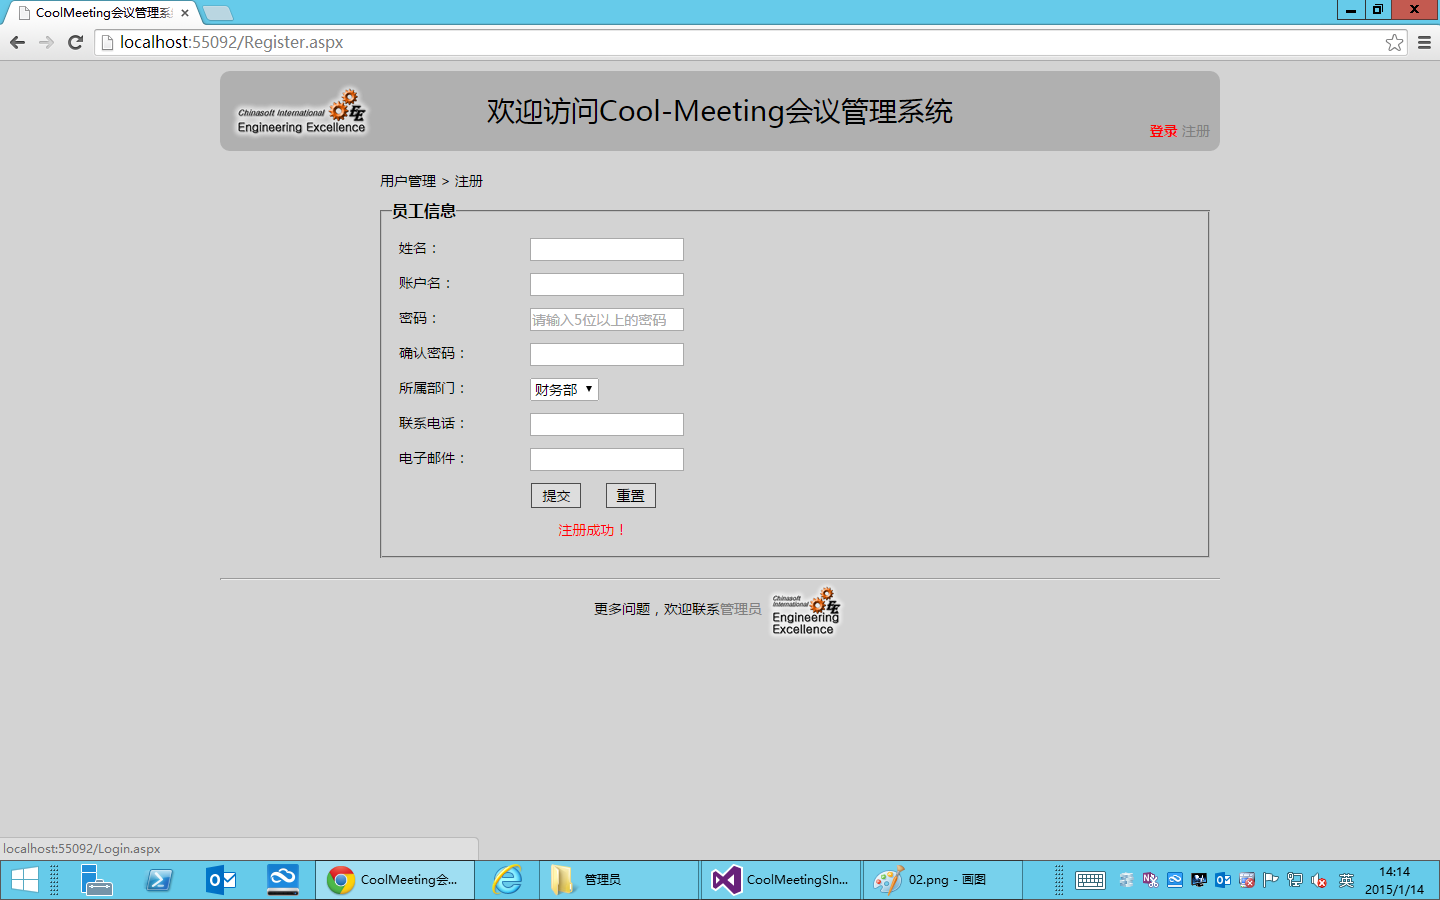 CoolMeeting会议管理系
localhost:55092/Register.aspx
Chinasoft International
Engineering Excellence
欢迎访问Cool-Meeting会议管理系统
登录 注册
用户管理 > 注册
员工信息
姓名：
账户名：
密码： 请输入5位以上的密码
确认密码：
所属部门： 财务部
联系电话：
电子邮件：
提交 重置
注册成功！
更多问题，欢迎联系管理员
Chinasoft
International
Engineering
Excellence
localhost:55092/Login.aspx
CoolMeeting会...
管理员
CoolMeetingSln...
02.png - 画图
英
14:14
2015/1/14